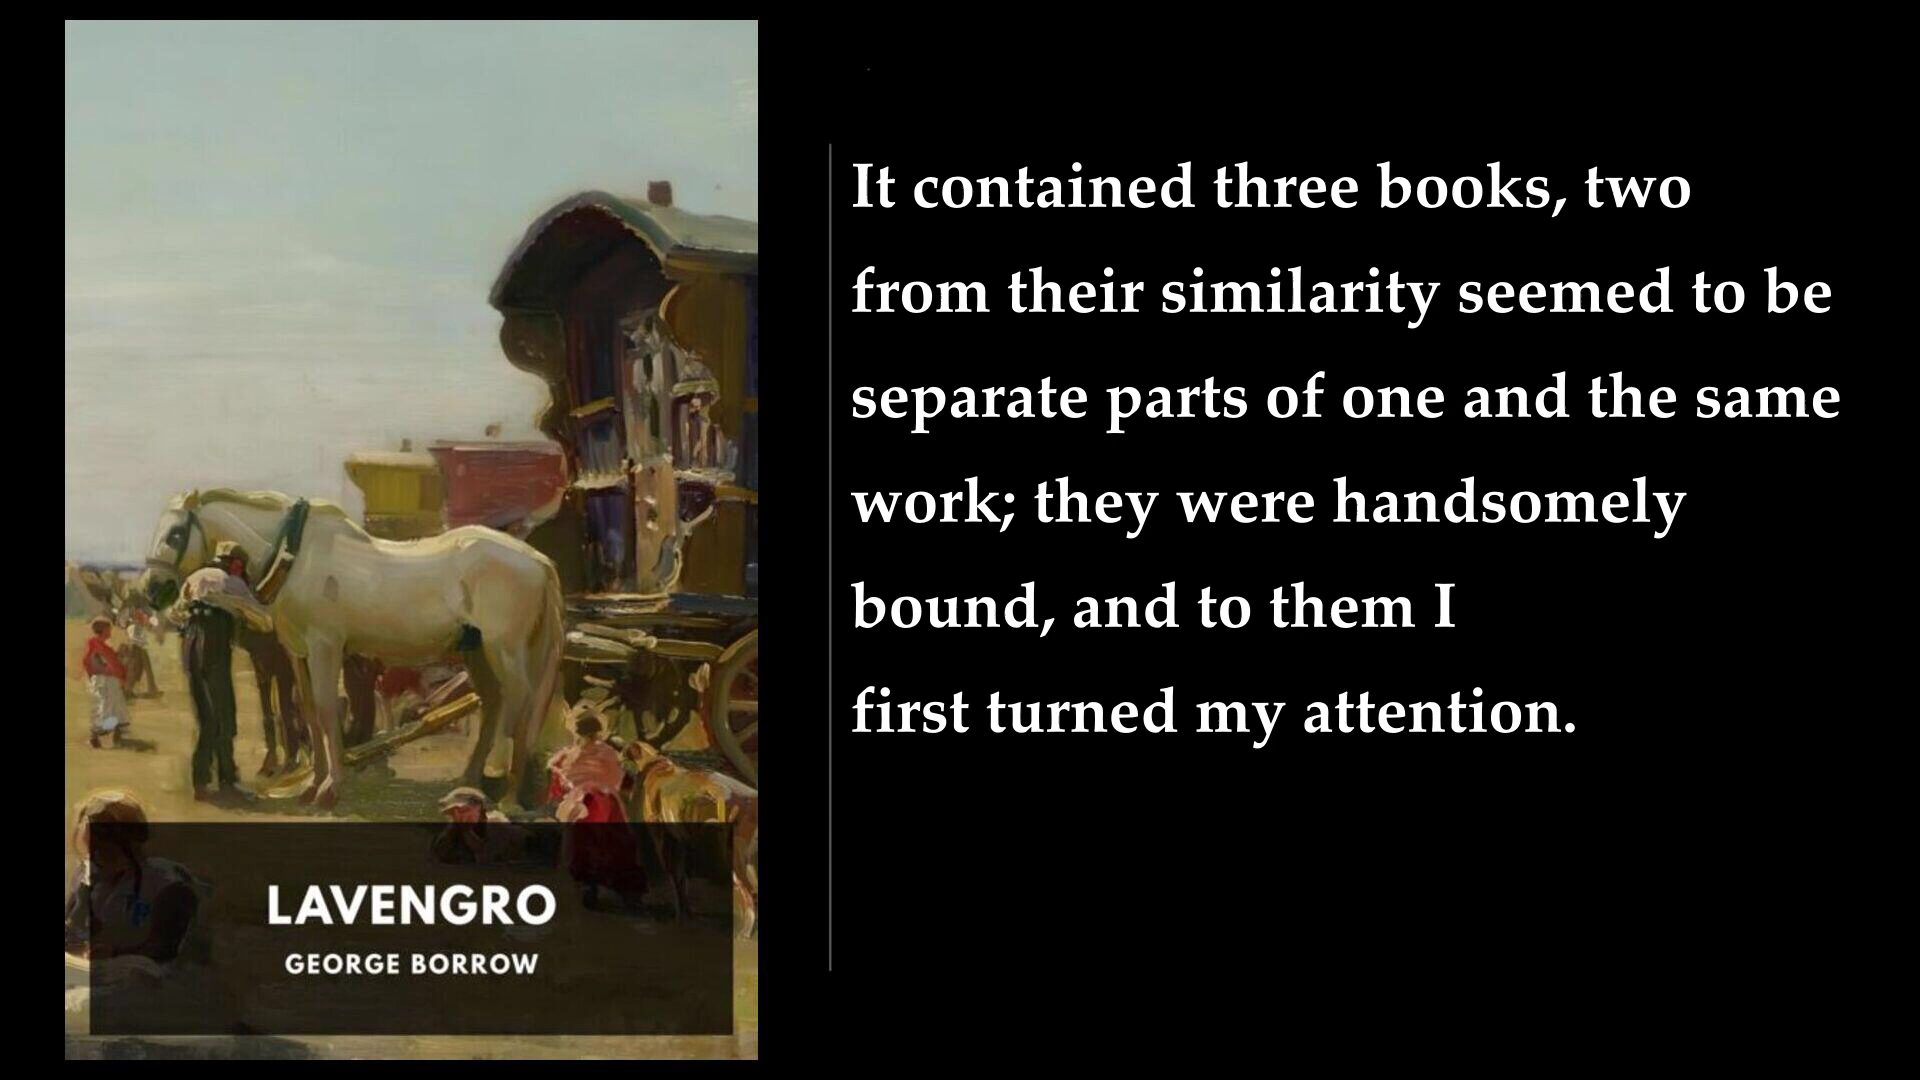 It contained three books, two
from their similarity seemed to be
separate parts of one and the same
work; they were handsomely
bound, and to them I
first turned my attention.
LAVENGRO
GEORGE BORROW